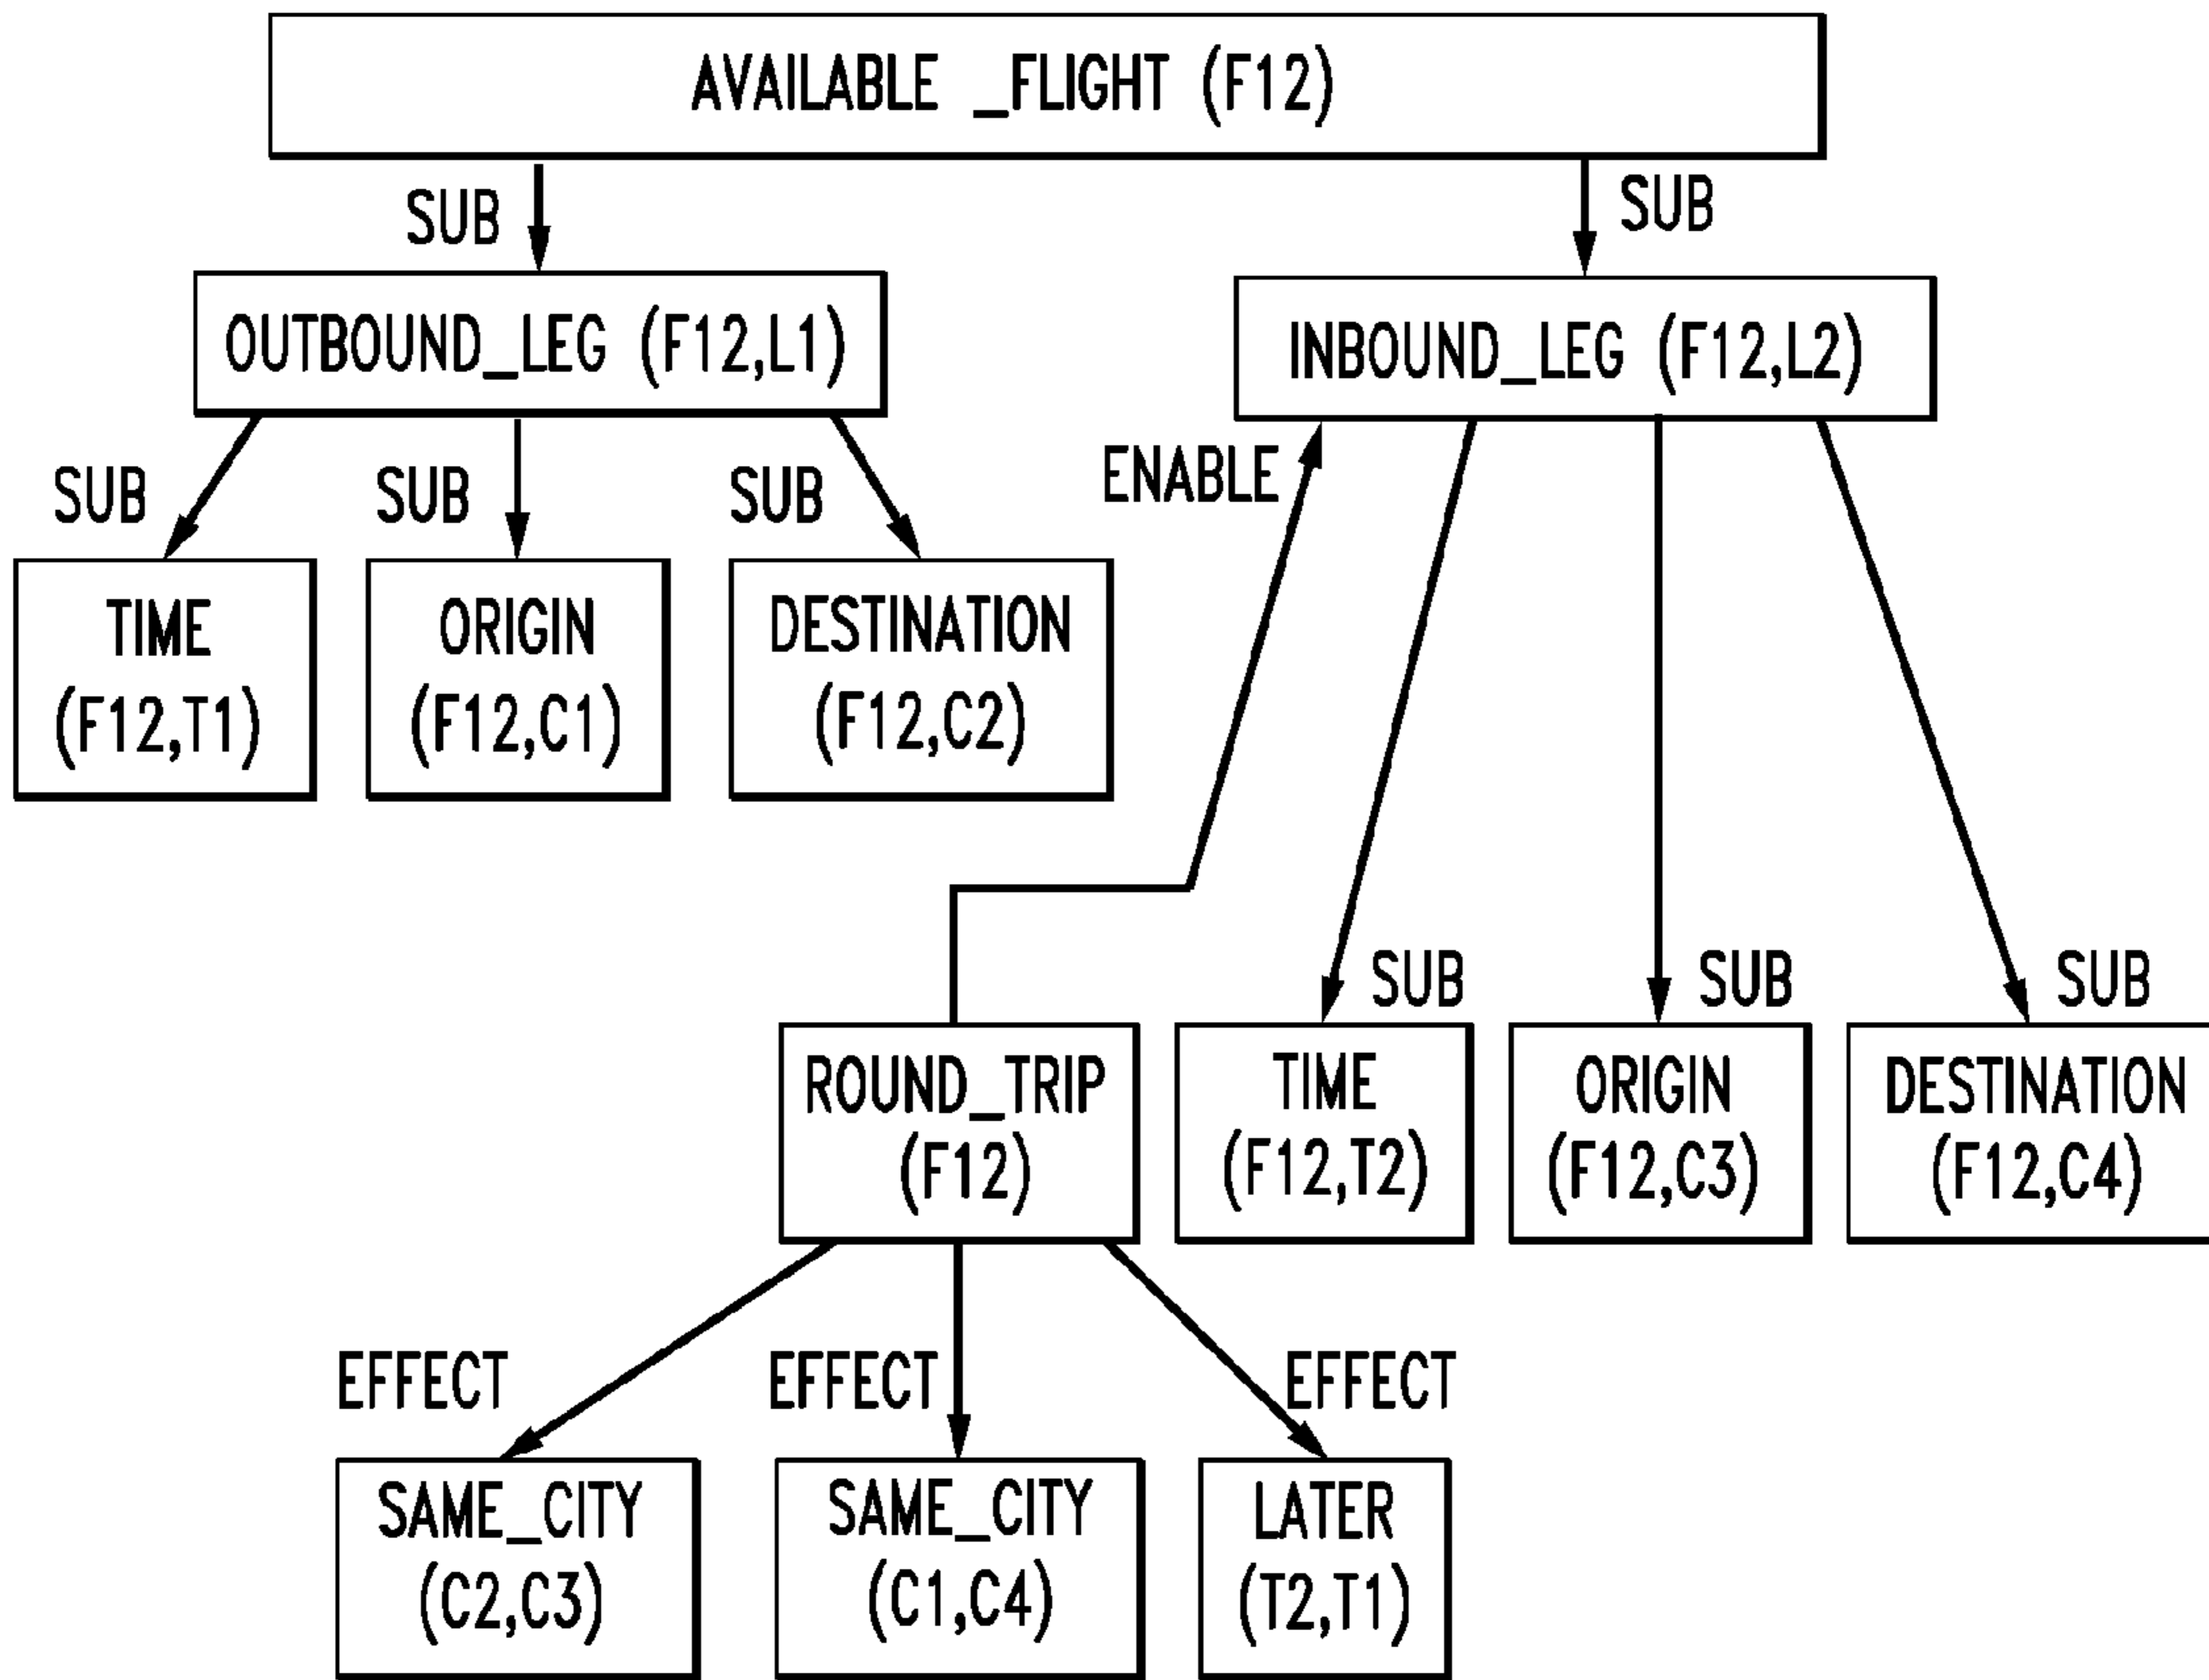 AVAILABLE _FLIGHT (F12)
SUB
SUB
OUTBOUND_LEG (F12,L1)
INBOUND_LEG (F12,L2)
SUB
SUB
SUB
ENABLE
TIME
(F12,T1)
ORIGIN
(F12,C1)
DESTINATION
(F12,C2)
SUB
SUB
SUB
ROUND_TRIP
(F12)
TIME
(F12,T2)
ORIGIN
(F12,C3)
DESTINATION
(F12,C4)
EFFECT
EFFECT
EFFECT
SAME_CITY
(C2,C3)
SAME_CITY
(C1,C4)
LATER
(T2,T1)